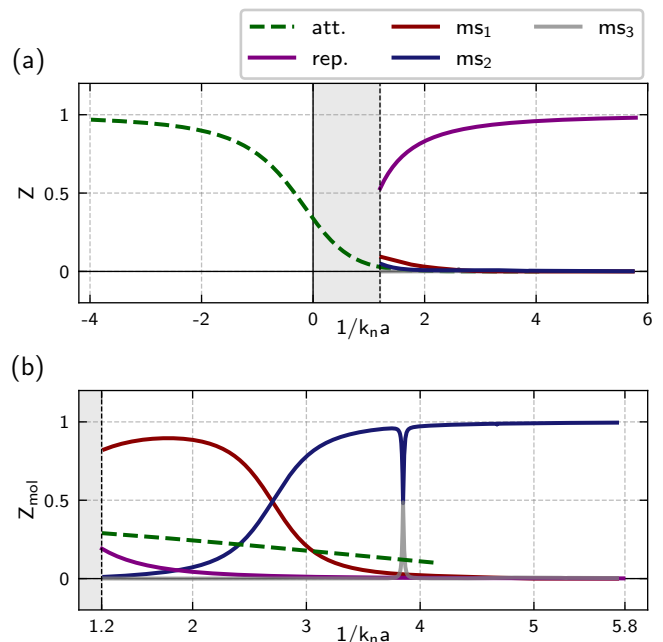 att. ms₁ ms₃
rep. ms₂
(a)
1
0.5
0
Z
-4 -2 0 2 4 6
1/kₙa
(b)
1
0.5
0
Z_mol
1.2 2 3 4 5 5.8
1/kₙa